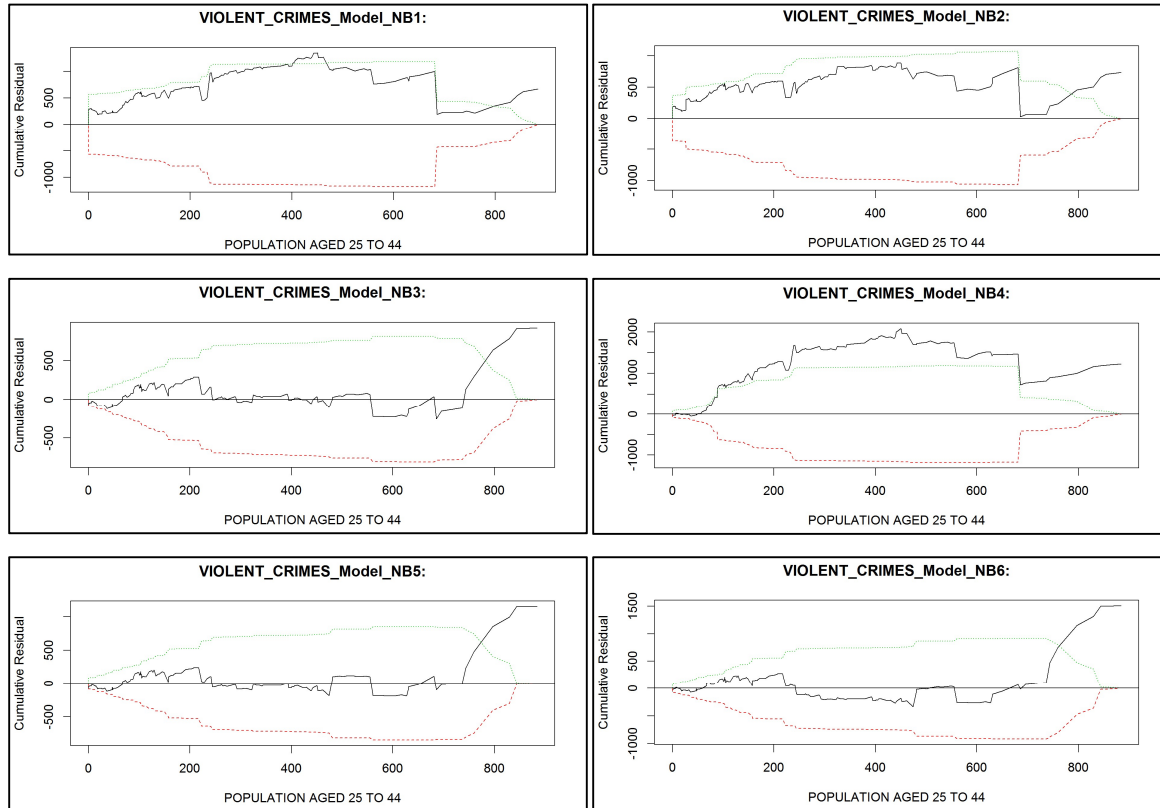 VIOLENT_CRIMES_Model_NB1:
Cumulative Residual
500
0
-1000
0 200 400 600 800
POPULATION AGED 25 TO 44
VIOLENT_CRIMES_Model_NB2:
Cumulative Residual
500
0
-1000
0 200 400 600 800
POPULATION AGED 25 TO 44
VIOLENT_CRIMES_Model_NB3:
Cumulative Residual
500
0
-500
0 200 400 600 800
POPULATION AGED 25 TO 44
VIOLENT_CRIMES_Model_NB4:
Cumulative Residual
2000
1000
0
-1000
0 200 400 600 800
POPULATION AGED 25 TO 44
VIOLENT_CRIMES_Model_NB5:
Cumulative Residual
500
0
-500
0 200 400 600 800
POPULATION AGED 25 TO 44
VIOLENT_CRIMES_Model_NB6:
Cumulative Residual
1500
500
0
-1000
0 200 400 600 800
POPULATION AGED 25 TO 44